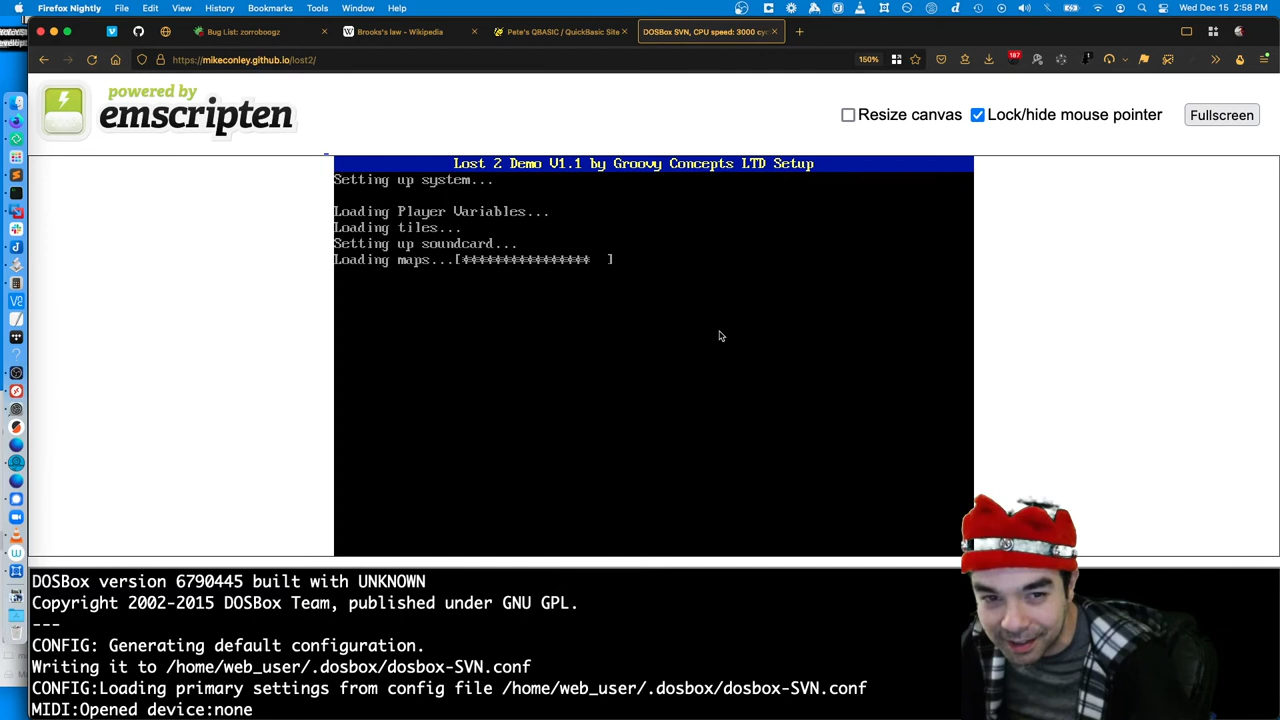 Firefox Nightly File Edit View History Bookmarks Tools Window Help Wed Dec 15 2:58 PM
Bug List: zorroboogz Brooks's law - Wikipedia Pete's QBASIC / QuickBasic Site DOSBox SVN, CPU speed: 3000 cyc
https://mikeconley.github.io/lost2/ 150% 187
powered by
emscripten
Resize canvas Lock/hide mouse pointer Fullscreen
Lost 2 Demo V1.1 by Groovy Concepts LTD Setup
Setting up system...
Loading Player Variables...
Loading tiles...
Setting up soundcard...
Loading maps...[**************** ]
DOSBox version 6790445 built with UNKNOWN
Copyright 2002-2015 DOSBox Team, published under GNU GPL.
---
CONFIG: Generating default configuration.
Writing it to /home/web_user/.dosbox/dosbox-SVN.conf
CONFIG:Loading primary settings from config file /home/web_user/.dosbox/dosbox-SVN.conf
MIDI:Opened device:none